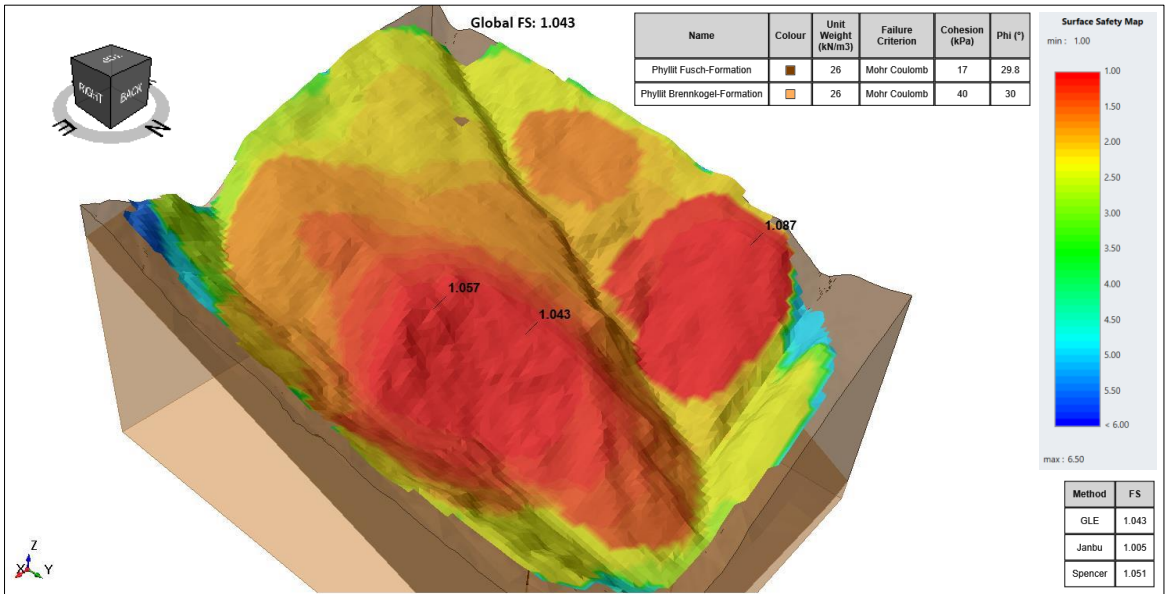 Global FS: 1.043
Name Colour Unit Weight (kN/m3) Failure Criterion Cohesion (kPa) Phi (°)
Phyllit Fusch-Formation 26 Mohr Coulomb 17 29.8
Phyllit Brennkogel-Formation 26 Mohr Coulomb 40 30
Surface Safety Map
min : 1.00
1.00
1.50
2.00
2.50
3.00
3.50
4.00
4.50
5.00
5.50
< 6.00
max : 6.50
TOP
RIGHT
BACK
E
N
1.087
1.057
1.043
Method FS
GLE 1.043
Janbu 1.005
Spencer 1.051
Z
X
Y